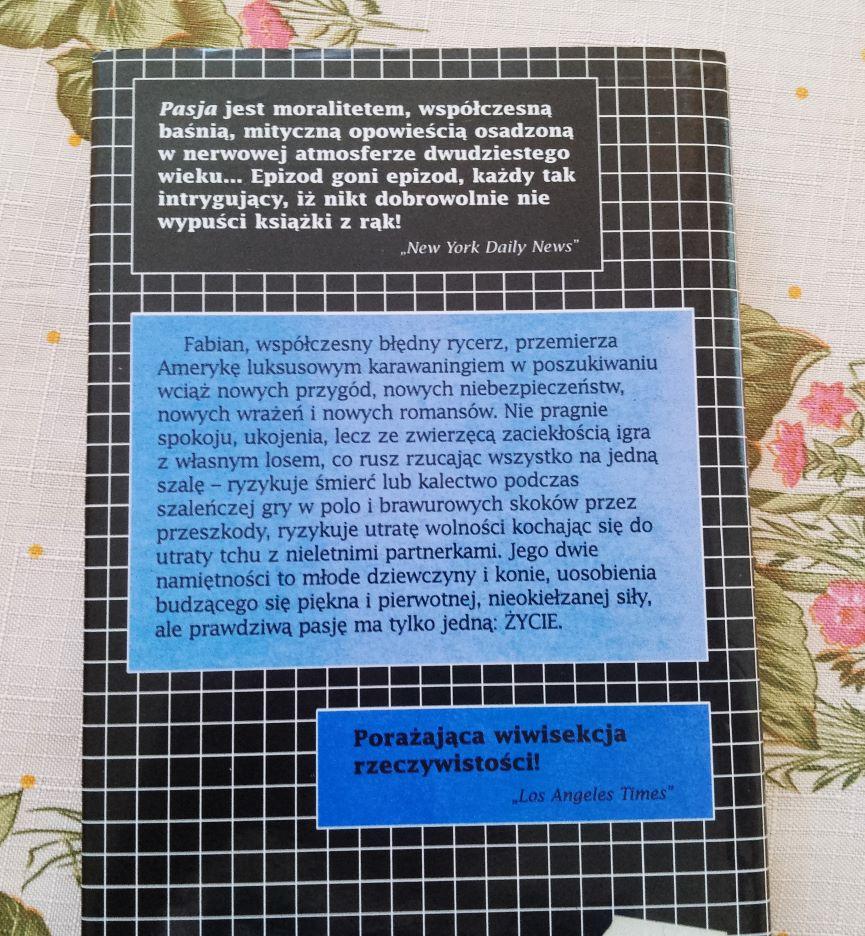 Pasja jest moralitetem, współczesną
baśnią, mityczną opowieścią osadzoną
w nerwowej atmosferze dwudziestego
wieku... Epizod goni epizod, każdy tak
intrygujący, iż nikt dobrowolnie nie
wypuści książki z rąk!
„New York Daily News”
Fabian, współczesny błędny rycerz, przemierza
Amerykę luksusowym karawaningiem w poszukiwaniu
wciąż nowych przygód, nowych niebezpieczeństw,
nowych wrażeń i nowych romansów. Nie pragnie
spokoju, ukojenia, lecz ze zwierzęcą zaciekłością igra
z własnym losem, co rusz rzucając wszystko na jedną
szalę – ryzykuje śmierć lub kalectwo podczas
szaleńczej gry w polo i brawurowych skoków przez
przeszkody, ryzykuje utratę wolności kochając się do
utraty tchu z nieletnimi partnerkami. Jego dwie
namiętności to młode dziewczyny i konie, uosobienia
budzącego się piękna i pierwotnej, nieokiełzanej siły,
ale prawdziwą pasję ma tylko jedną: ŻYCIE.
Porażająca wiwisekcja
rzeczywistości!
„Los Angeles Times”